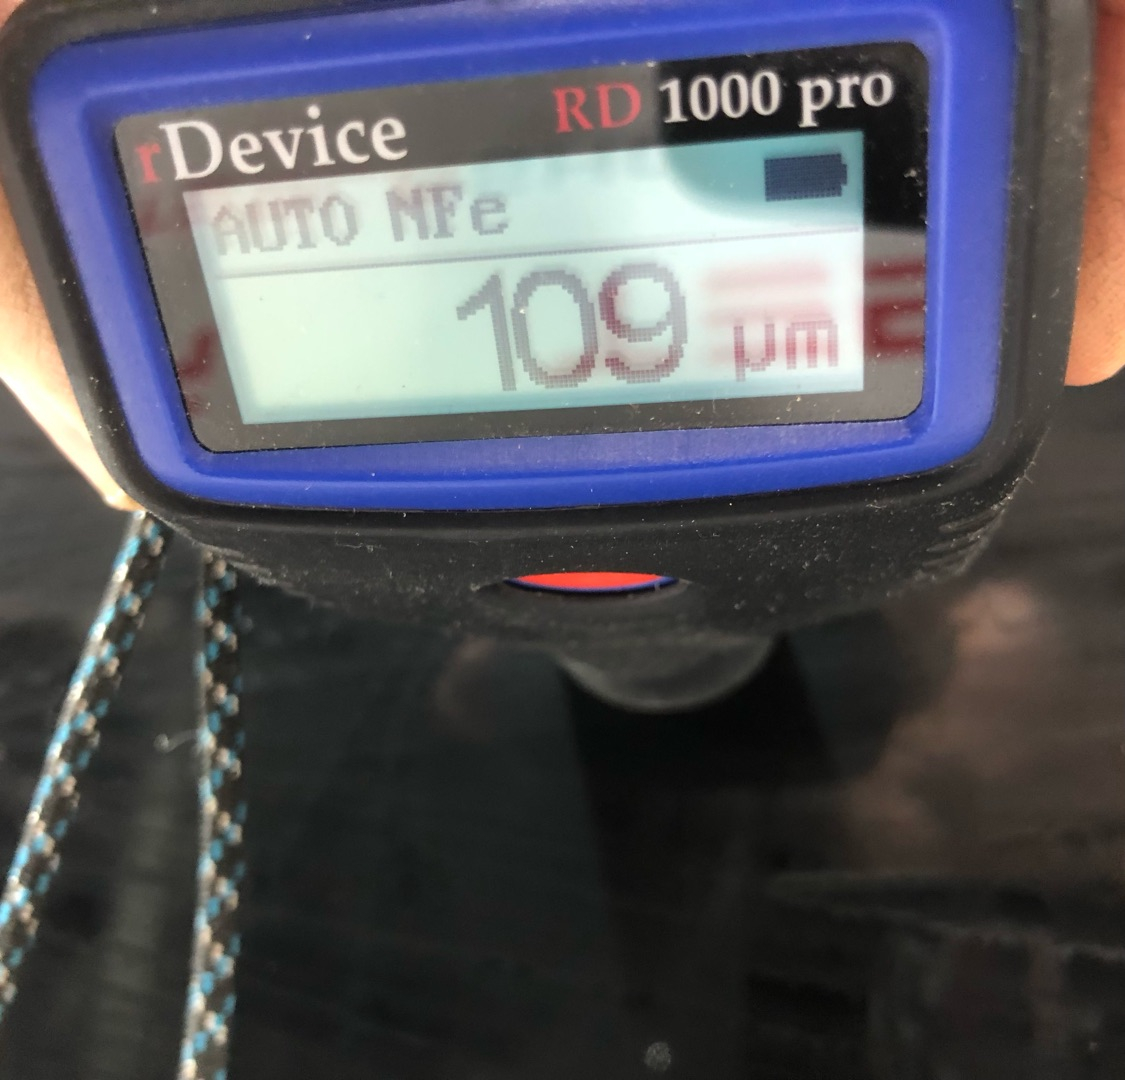 rDevice RD 1000 pro
AUTO NFe
109 µm